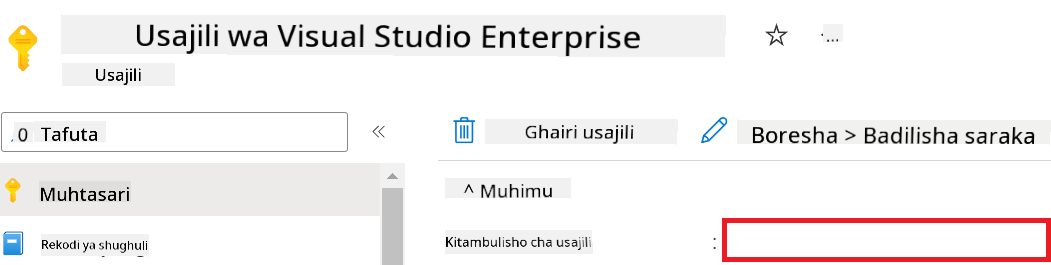 Usajili wa Visual Studio Enterprise
...
Usajili
Tafuta
«
Ghairi usajili
Boresha > Badilisha saraka
Muhtasari
^ Muhimu
Rekodi ya shughuli
Kitambulisho cha usajili :